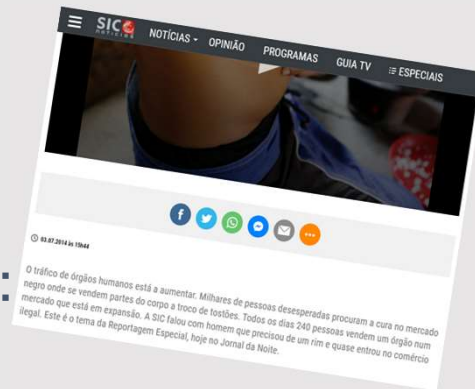 SIC NOTÍCIAS NOTÍCIAS OPINIÃO PROGRAMAS GUIA TV ESPECIAIS
03.07.2014 às 15h44
O tráfico de órgãos humanos está a aumentar. Milhares de pessoas desesperadas procuram a cura no mercado
negro onde se vendem partes do corpo a troco de tostões. Todos os dias 240 pessoas vendem um órgão num
mercado que está em expansão. A SIC falou com homem que precisou de um rim e quase entrou no comércio
ilegal. Este é o tema da Reportagem Especial, hoje no Jornal da Noite.